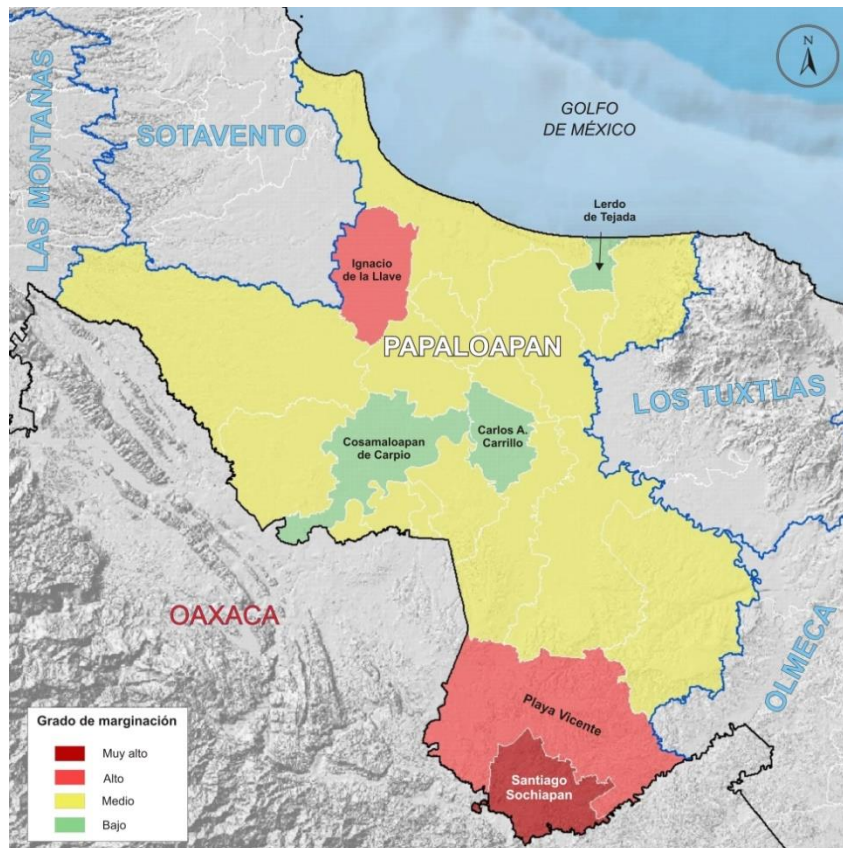 N
LAS MONTAÑAS
SOTAVENTO
GOLFO
DE MÉXICO
Lerdo
de Tejada
Ignacio
de la Llave
PAPALOAPAN
LOS TUXTLAS
Cosamaloapan
de Carpio
Carlos A.
Carrillo
OAXACA
OLMECA
Playa Vicente
Santiago
Sochiapan
Grado de marginación
Muy alto
Alto
Medio
Bajo